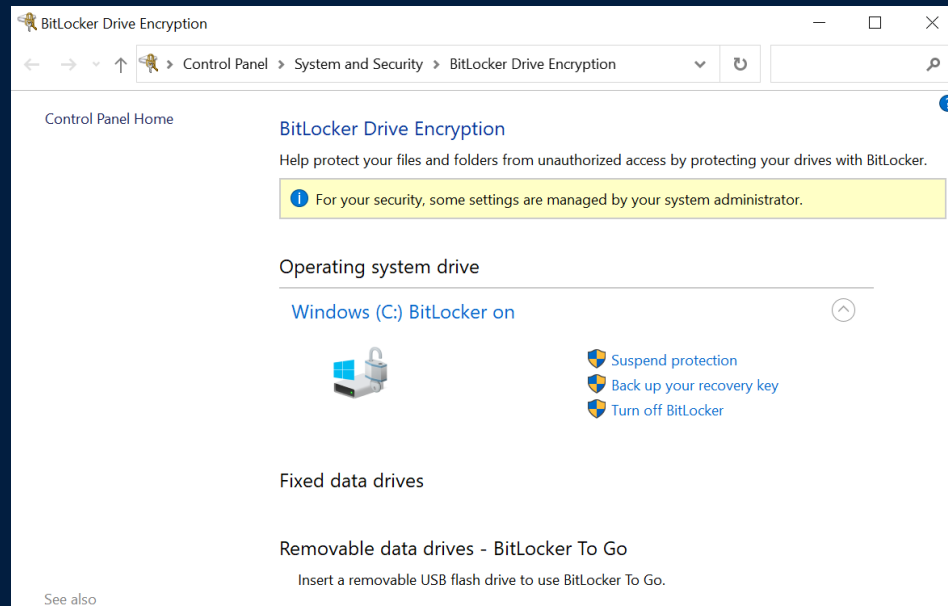 BitLocker Drive Encryption
Control Panel > System and Security > BitLocker Drive Encryption
Control Panel Home
BitLocker Drive Encryption
Help protect your files and folders from unauthorized access by protecting your drives with BitLocker.
For your security, some settings are managed by your system administrator.
Operating system drive
Windows (C:) BitLocker on
Suspend protection
Back up your recovery key
Turn off BitLocker
Fixed data drives
Removable data drives - BitLocker To Go
Insert a removable USB flash drive to use BitLocker To Go.
See also